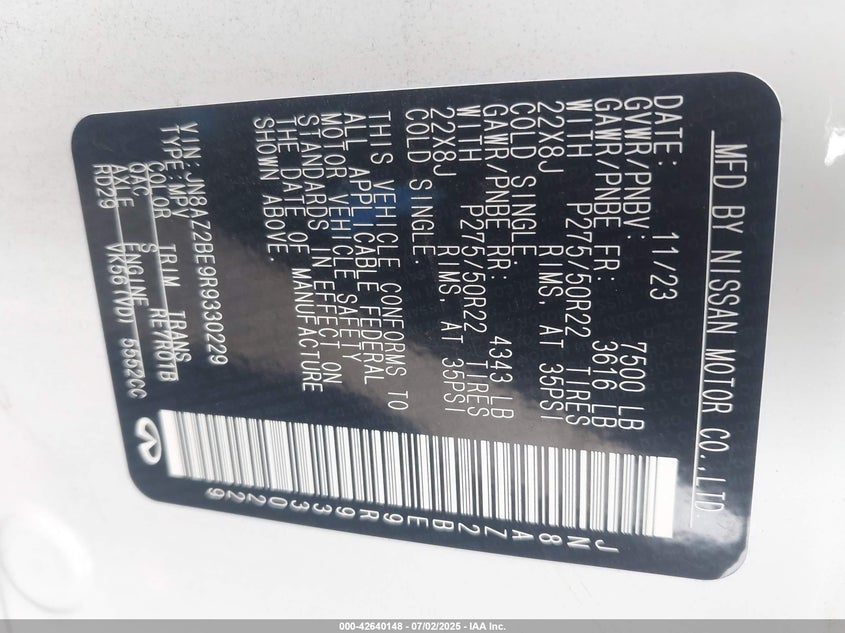 MFD BY NISSAN MOTOR CO.,LTD.
DATE: 11/23
GVWR/PNBV: 7500 LB
GAWR/PNBE FR: 3616 LB
WITH P275/50R22 TIRES
22X8J RIMS, AT 35PSI
COLD SINGLE
GAWR/PNBE RR: 4343 LB
WITH P275/50R22 TIRES
22X8J RIMS, AT 35PSI
COLD SINGLE
THIS VEHICLE CONFORMS TO
ALL APPLICABLE FEDERAL
MOTOR VEHICLE SAFETY
STANDARDS IN EFFECT ON
THE DATE OF MANUFACTURE
SHOWN ABOVE.
VIN: JN8AZ2BE9R9330229
TYPE:MPV
COLOR TRIM TRANS
QXC S RE7R01B
AXLE ENGINE
RD29 VK56(VD) 5552CC
JN8AZ2BE9R9330229
000-42640148 - 07/02/2025 - IAA Inc.